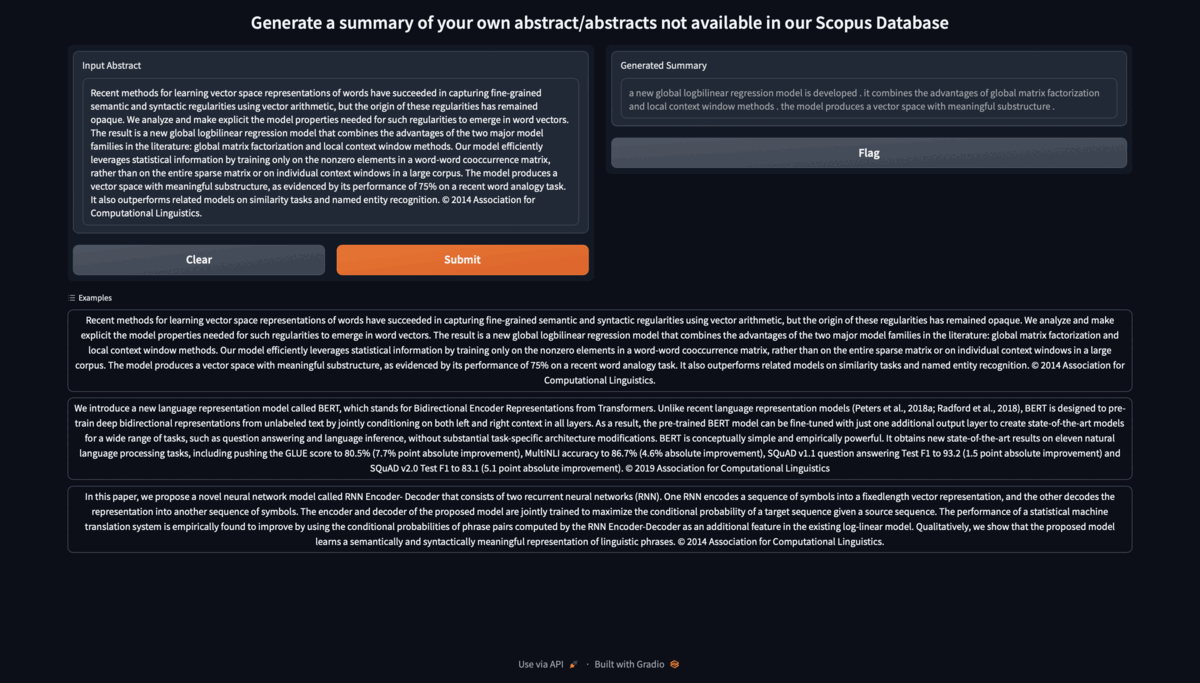 Generate a summary of your own abstract/abstracts not available in our Scopus Database
Input Abstract
Recent methods for learning vector space representations of words have succeeded in capturing fine-grained
semantic and syntactic regularities using vector arithmetic, but the origin of these regularities has remained
opaque. We analyze and make explicit the model properties needed for such regularities to emerge in word vectors.
The result is a new global logbilinear regression model that combines the advantages of the two major model
families in the literature: global matrix factorization and local context window methods. Our model efficiently
leverages statistical information by training only on the nonzero elements in a word-word cooccurrence matrix,
rather than on the entire sparse matrix or on individual context windows in a large corpus. The model produces a
vector space with meaningful substructure, as evidenced by its performance of 75% on a recent word analogy task.
It also outperforms related models on similarity tasks and named entity recognition. © 2014 Association for
Computational Linguistics.
Clear
Submit
Generated Summary
a new global logbilinear regression model is developed . it combines the advantages of global matrix factorization
and local context window methods . the model produces a vector space with meaningful substructure .
Flag
Examples
Recent methods for learning vector space representations of words have succeeded in capturing fine-grained semantic and syntactic regularities using vector arithmetic, but the origin of these regularities has remained opaque. We analyze and make
explicit the model properties needed for such regularities to emerge in word vectors. The result is a new global logbilinear regression model that combines the advantages of the two major model families in the literature: global matrix factorization and
local context window methods. Our model efficiently leverages statistical information by training only on the nonzero elements in a word-word cooccurrence matrix, rather than on the entire sparse matrix or on individual context windows in a large
corpus. The model produces a vector space with meaningful substructure, as evidenced by its performance of 75% on a recent word analogy task. It also outperforms related models on similarity tasks and named entity recognition. © 2014 Association for
Computational Linguistics.
We introduce a new language representation model called BERT, which stands for Bidirectional Encoder Representations from Transformers. Unlike recent language representation models (Peters et al., 2018a; Radford et al., 2018), BERT is designed to pre-
train deep bidirectional representations from unlabeled text by jointly conditioning on both left and right context in all layers. As a result, the pre-trained BERT model can be fine-tuned with just one additional output layer to create state-of-the-art models
for a wide range of tasks, such as question answering and language inference, without substantial task-specific architecture modifications. BERT is conceptually simple and empirically powerful. It obtains new state-of-the-art results on eleven natural
language processing tasks, including pushing the GLUE score to 80.5% (7.7% point absolute improvement), MultiNLI accuracy to 86.7% (4.6% absolute improvement), SQuAD v1.1 question answering Test F1 to 93.2 (1.5 point absolute improvement) and
SQuAD v2.0 Test F1 to 83.1 (5.1 point absolute improvement). © 2019 Association for Computational Linguistics
In this paper, we propose a novel neural network model called RNN Encoder- Decoder that consists of two recurrent neural networks (RNN). One RNN encodes a sequence of symbols into a fixedlength vector representation, and the other decodes the
representation into another sequence of symbols. The encoder and decoder of the proposed model are jointly trained to maximize the conditional probability of a target sequence given a source sequence. The performance of a statistical machine
translation system is empirically found to improve by using the conditional probabilities of phrase pairs computed by the RNN Encoder-Decoder as an additional feature in the existing log-linear model. Qualitatively, we show that the proposed model
learns a semantically and syntactically meaningful representation of linguistic phrases. © 2014 Association for Computational Linguistics.
Use via API · Built with Gradio